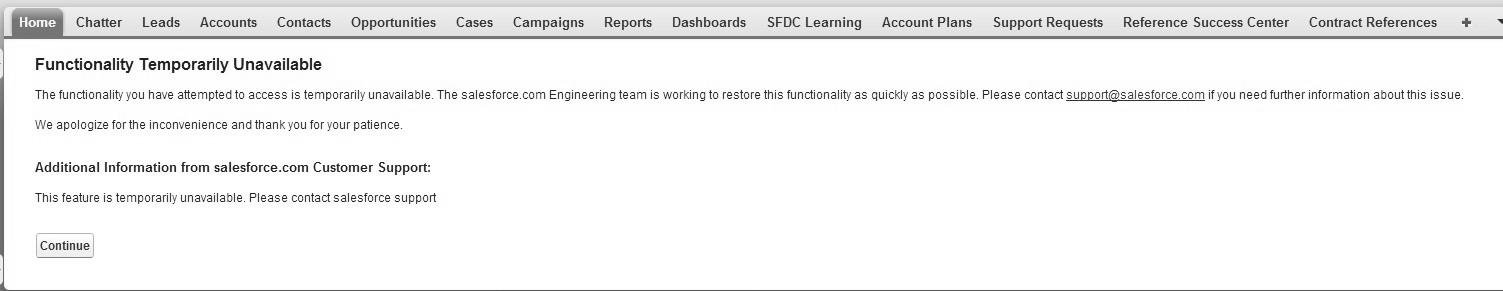 Home Chatter Leads Accounts Contacts Opportunities Cases Campaigns Reports Dashboards SFDC Learning Account Plans Support Requests Reference Success Center Contract References +
Functionality Temporarily Unavailable
The functionality you have attempted to access is temporarily unavailable. The salesforce.com Engineering team is working to restore this functionality as quickly as possible. Please contact support@salesforce.com if you need further information about this issue.
We apologize for the inconvenience and thank you for your patience.
Additional Information from salesforce.com Customer Support:
This feature is temporarily unavailable. Please contact salesforce support
Continue